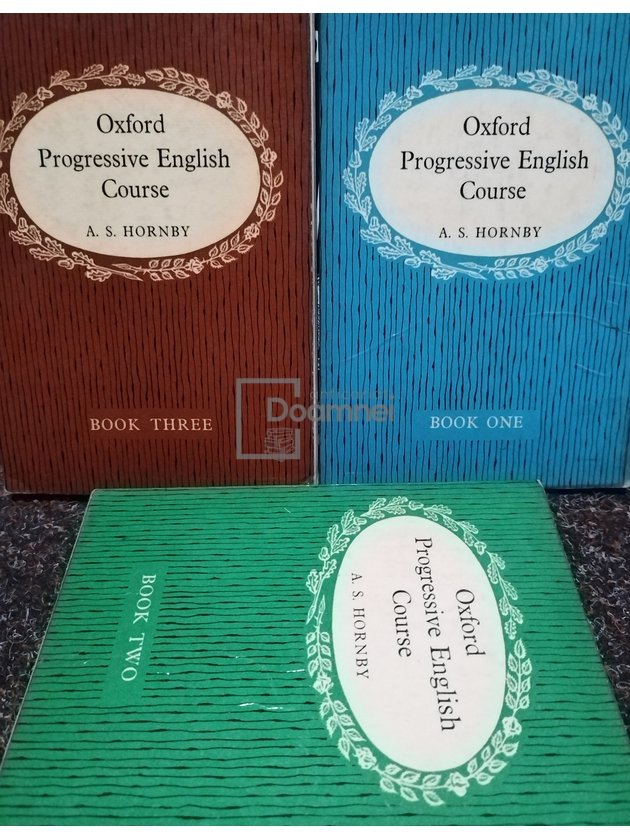 Oxford
Progressive English
Course
A. S. HORNBY
BOOK THREE
Oxford
Progressive English
Course
A. S. HORNBY
BOOK ONE
Doamnei
Oxford
Progressive English
Course
A. S. HORNBY
BOOK TWO